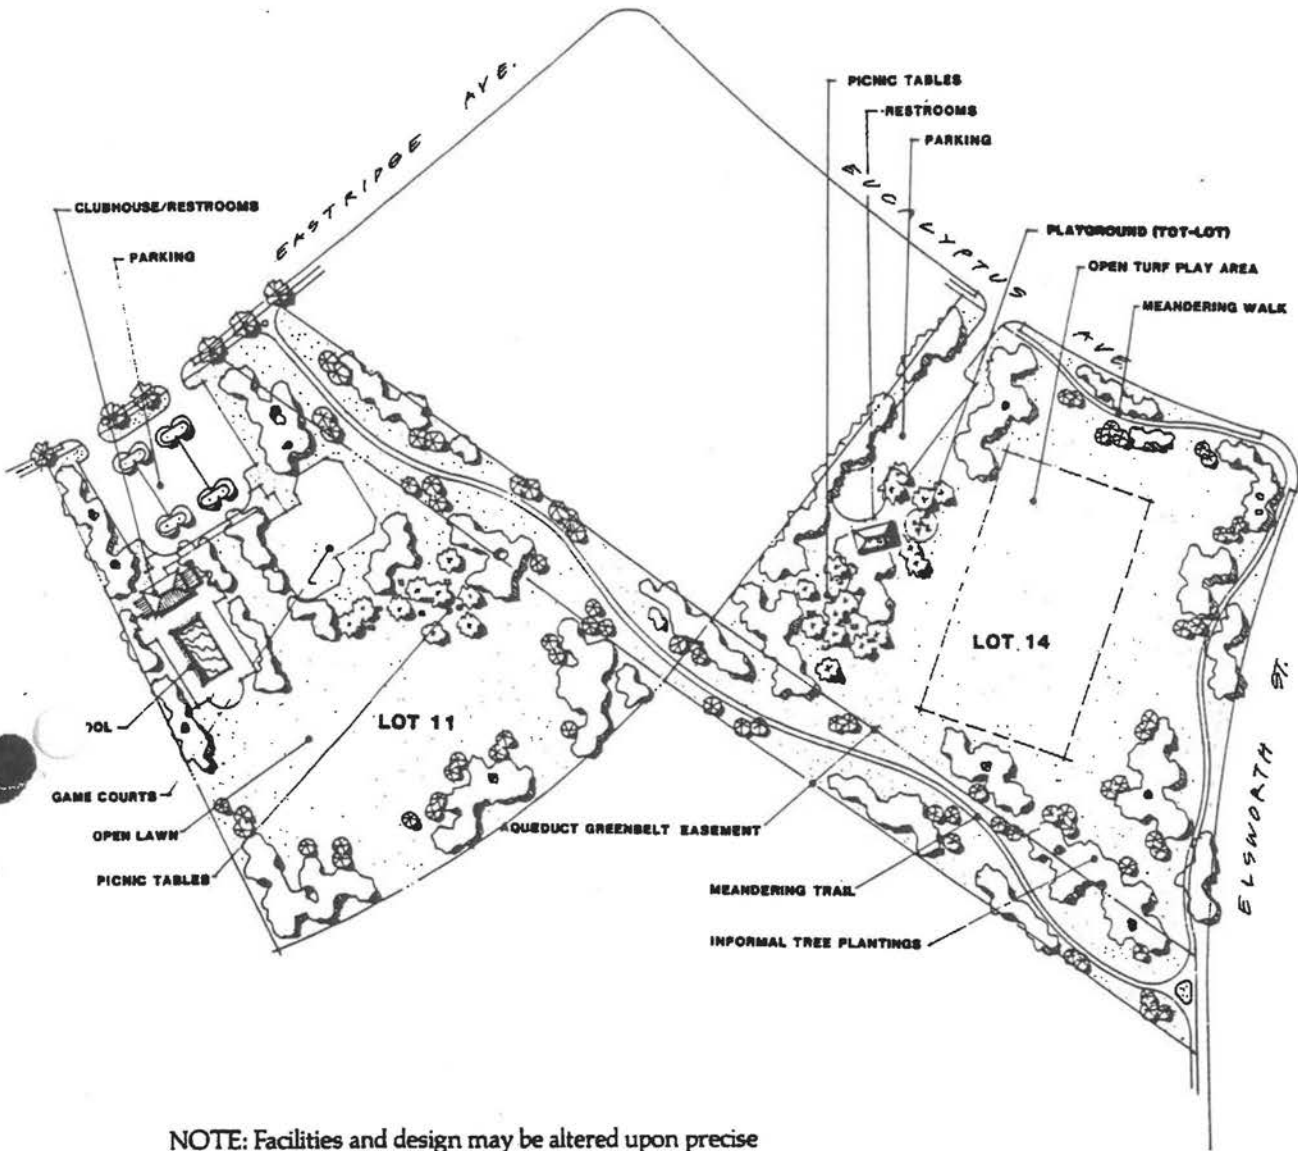 EASTRIDGE AVE.
PICNIC TABLES
RESTROOMS
PARKING
EUCALYPTUS AVE
CLUBHOUSE/RESTROOMS
PARKING
PLAYGROUND (TOT-LOT)
OPEN TURF PLAY AREA
MEANDERING WALK
LOT 14
LOT 11
OOL
GAME COURTS
OPEN LAWN
PICNIC TABLES
AQUEDUCT GREENBELT EASEMENT
MEANDERING TRAIL
INFORMAL TREE PLANTINGS
ELSWORTH ST.
NOTE: Facilities and design may be altered upon precise